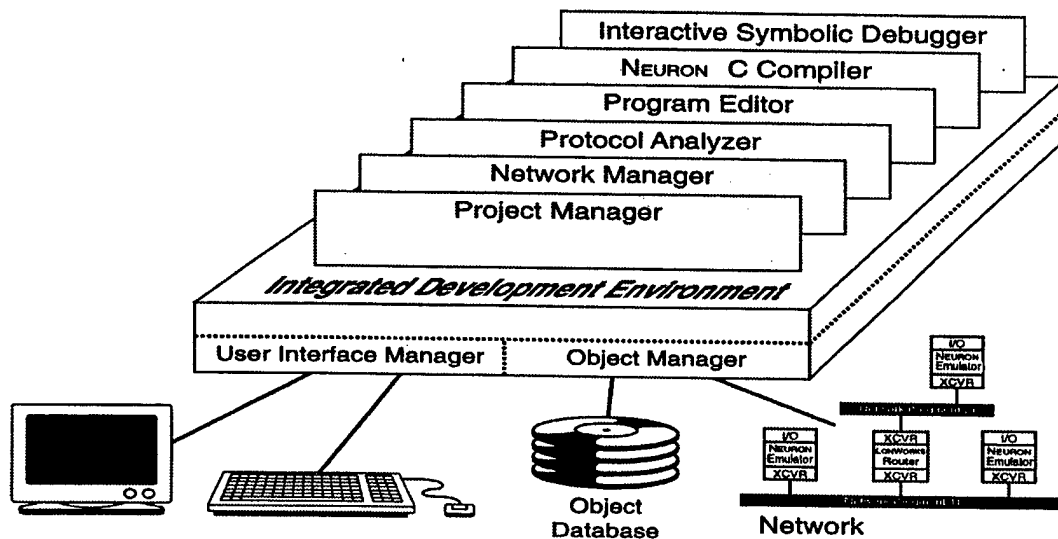 Interactive Symbolic Debugger
NEURON C Compiler
Program Editor
Protocol Analyzer
Network Manager
Project Manager
Integrated Development Environment
User Interface Manager
Object Manager
I/O
NEURON
Emulator
XCVR
I/O
NEURON
Emulator
XCVR
XCVR
LONWORKS
Router
XCVR
I/O
NEURON
Emulator
XCVR
Object
Database
Network